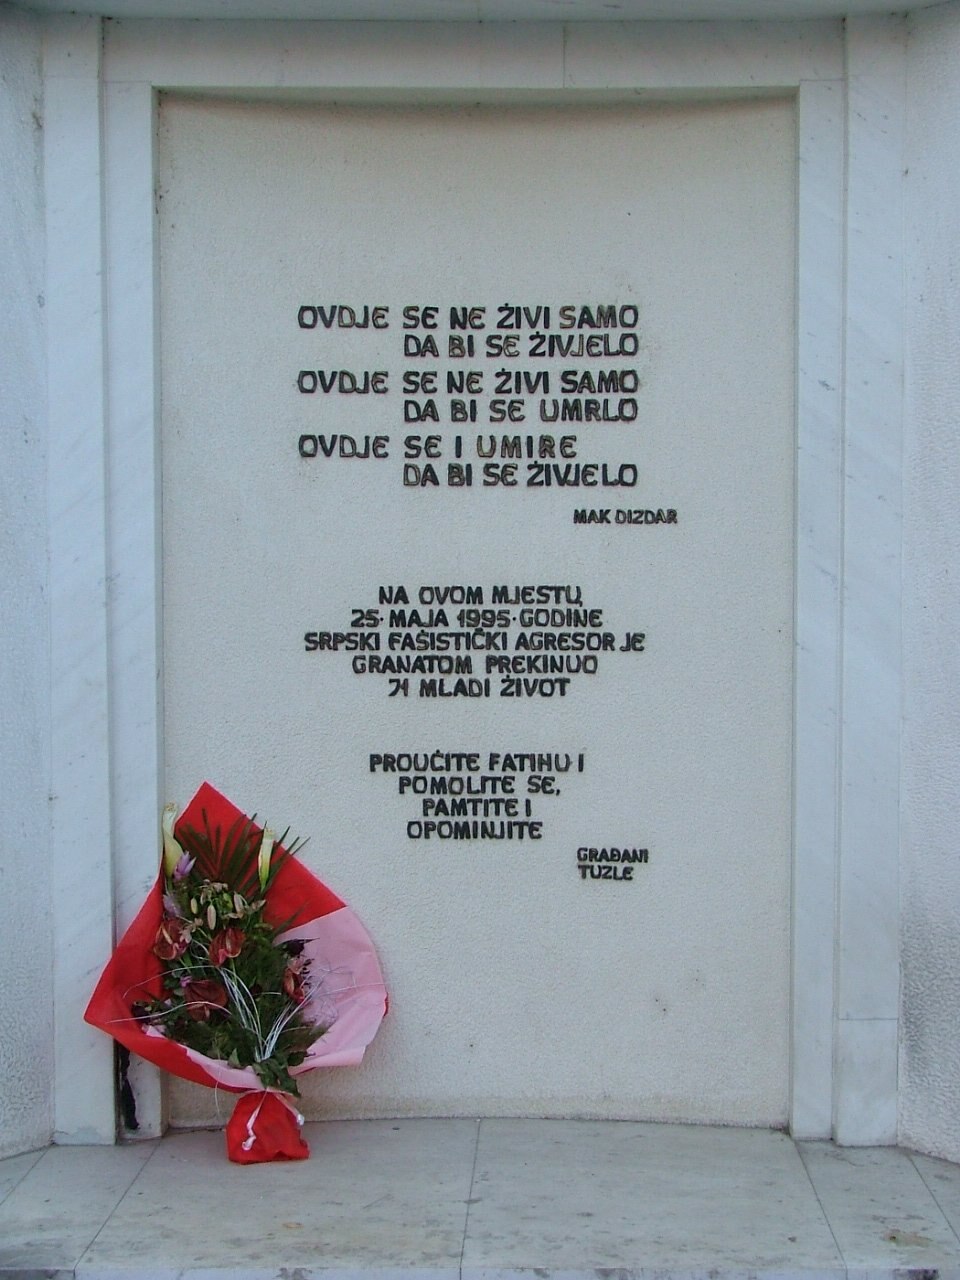 OVDJE SE NE ŽIVI SAMO
DA BI SE ŽIVJELO
OVDJE SE NE ŽIVI SAMO
DA BI SE UMRLO
OVDJE SE I UMIRE
DA BI SE ŽIVJELO
MAK DIZDAR
NA OVOM MJESTU,
25. MAJA 1995. GODINE
SRPSKI FAŠISTIČKI AGRESOR JE
GRANATOM PREKINUO
71 MLADI ŽIVOT
PROUČITE FATIHU I
POMOLITE SE,
PAMTITE I
OPOMINJITE
GRAĐANI
TUZLE